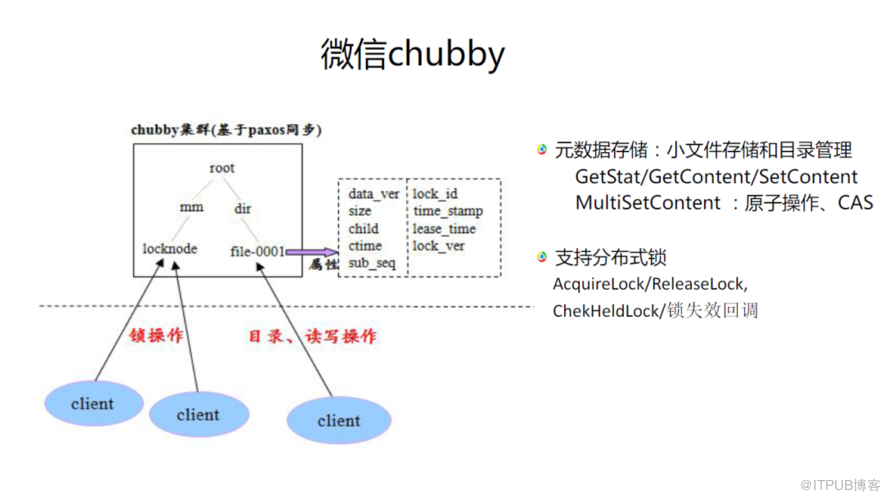 微信chubby
chubby集群(基于paxos同步)
root
mm dir
locknode file-0001
属性
data_ver lock_id
size time_stamp
child lease_time
ctime lock_ver
sub_seq
锁操作 目录、读写操作
client client client
元数据存储：小文件存储和目录管理
GetStat/GetContent/SetContent
MultiSetContent ：原子操作、CAS
支持分布式锁
AcquireLock/ReleaseLock,
ChekHeldLock/锁失效回调
@ITPUB博客